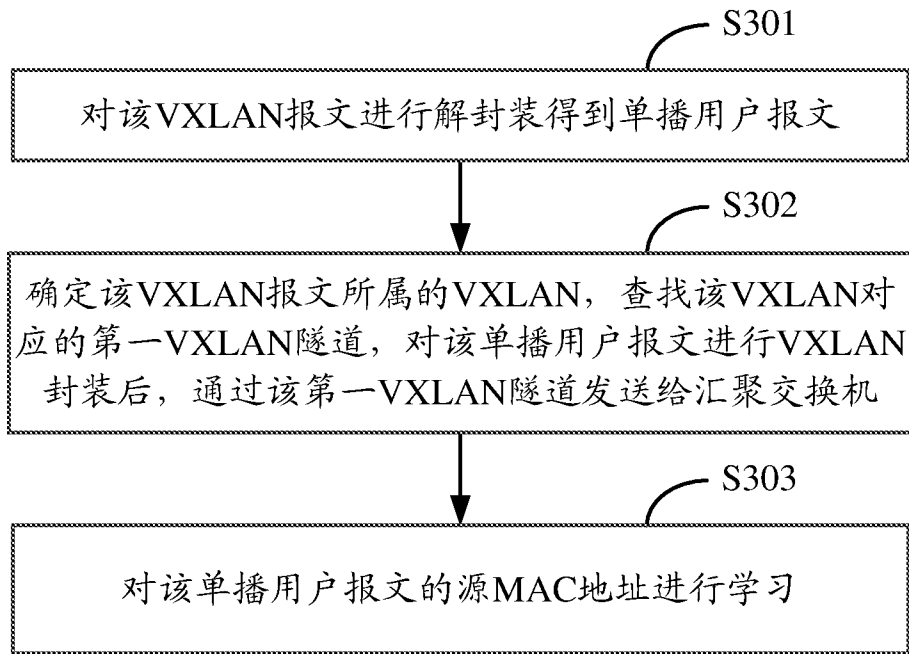 S301
对该VXLAN报文进行解封装得到单播用户报文
S302
确定该VXLAN报文所属的VXLAN，查找该VXLAN对
应的第一VXLAN隧道，对该单播用户报文进行VXLAN
封装后，通过该第一VXLAN隧道发送给汇聚交换机
S303
对该单播用户报文的源MAC地址进行学习